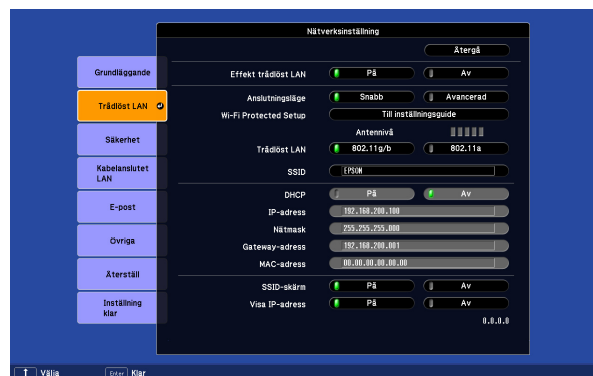 Nätverksinställning
Återgå
Grundläggande
Trådlöst LAN
Säkerhet
Kabelanslutet
LAN
E-post
Övriga
Återställ
Inställning
klar
Effekt trådlöst LAN På Av
Anslutningsläge Snabb Avancerad
Wi-Fi Protected Setup Till inställningsguide
Antennivå
Trådlöst LAN 802.11g/b 802.11a
SSID EPSON
DHCP På Av
IP-adress 192.168.200.100
Nätmask 255.255.255.000
Gateway-adress 192.168.200.001
MAC-adress 00.00.00.00.00.00
SSID-skärm På Av
Visa IP-adress På Av
0.0.0.0
↑ Välja Enter Klar